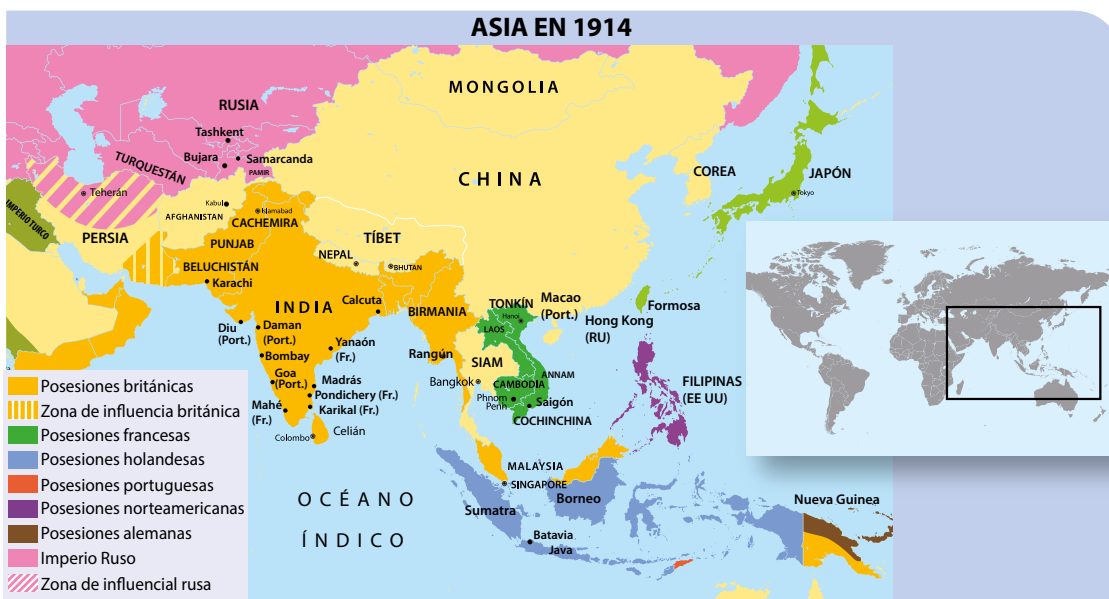 ASIA EN 1914
MONGOLIA
RUSIA
Tashkent
Bujara
Samarcanda
TURQUESTÁN
PAMIR
CHINA
COREA
JAPÓN
Tokyo
Teherán
IMPERIO TURCO
Kabul
AFGHANISTAN
Islamabad
CACHEMIRA
PERSIA
PUNJAB
TÍBET
NEPAL
BHUTAN
BELUCHISTÁN
Karachi
INDIA
Calcuta
BIRMANIA
TONKÍN
Hanoi
Macao
(Port.)
Formosa
LAOS
Hong Kong
(RU)
Diu
(Port.)
Daman
(Port.)
Yanaón
(Fr.)
Bombay
Rangún
SIAM
ANNAM
Goa
(Port.)
Madrás
Bangkok
CAMBODIA
FILIPINAS
(EE UU)
Pondichery (Fr.)
Phnom
Penh
Saigón
Mahé
(Fr.)
Karikal (Fr.)
COCHINCHINA
Colombo
Celián
MALAYSIA
SINGAPORE
OCÉANO
ÍNDICO
Sumatra
Borneo
Nueva Guinea
Batavia
Java
Posesiones británicas
Zona de influencia británica
Posesiones francesas
Posesiones holandesas
Posesiones portuguesas
Posesiones norteamericanas
Posesiones alemanas
Imperio Ruso
Zona de influencial rusa